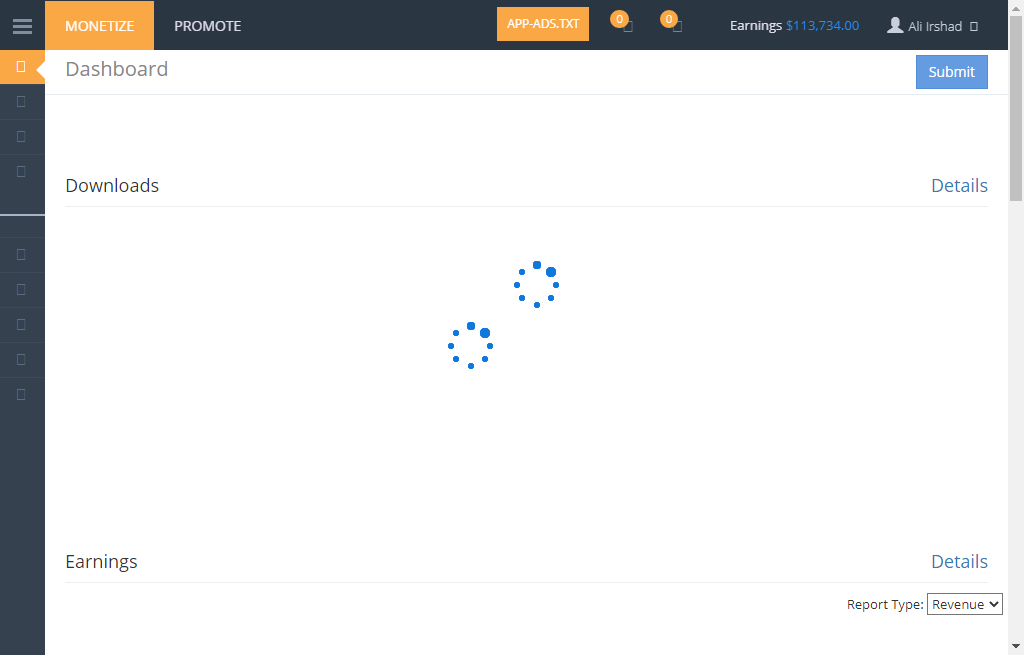 MONETIZE PROMOTE APP-ADS.TXT 0 0 Earnings $113,734.00 Ali Irshad
Dashboard Submit
Downloads Details
Earnings Details
Report Type: Revenue